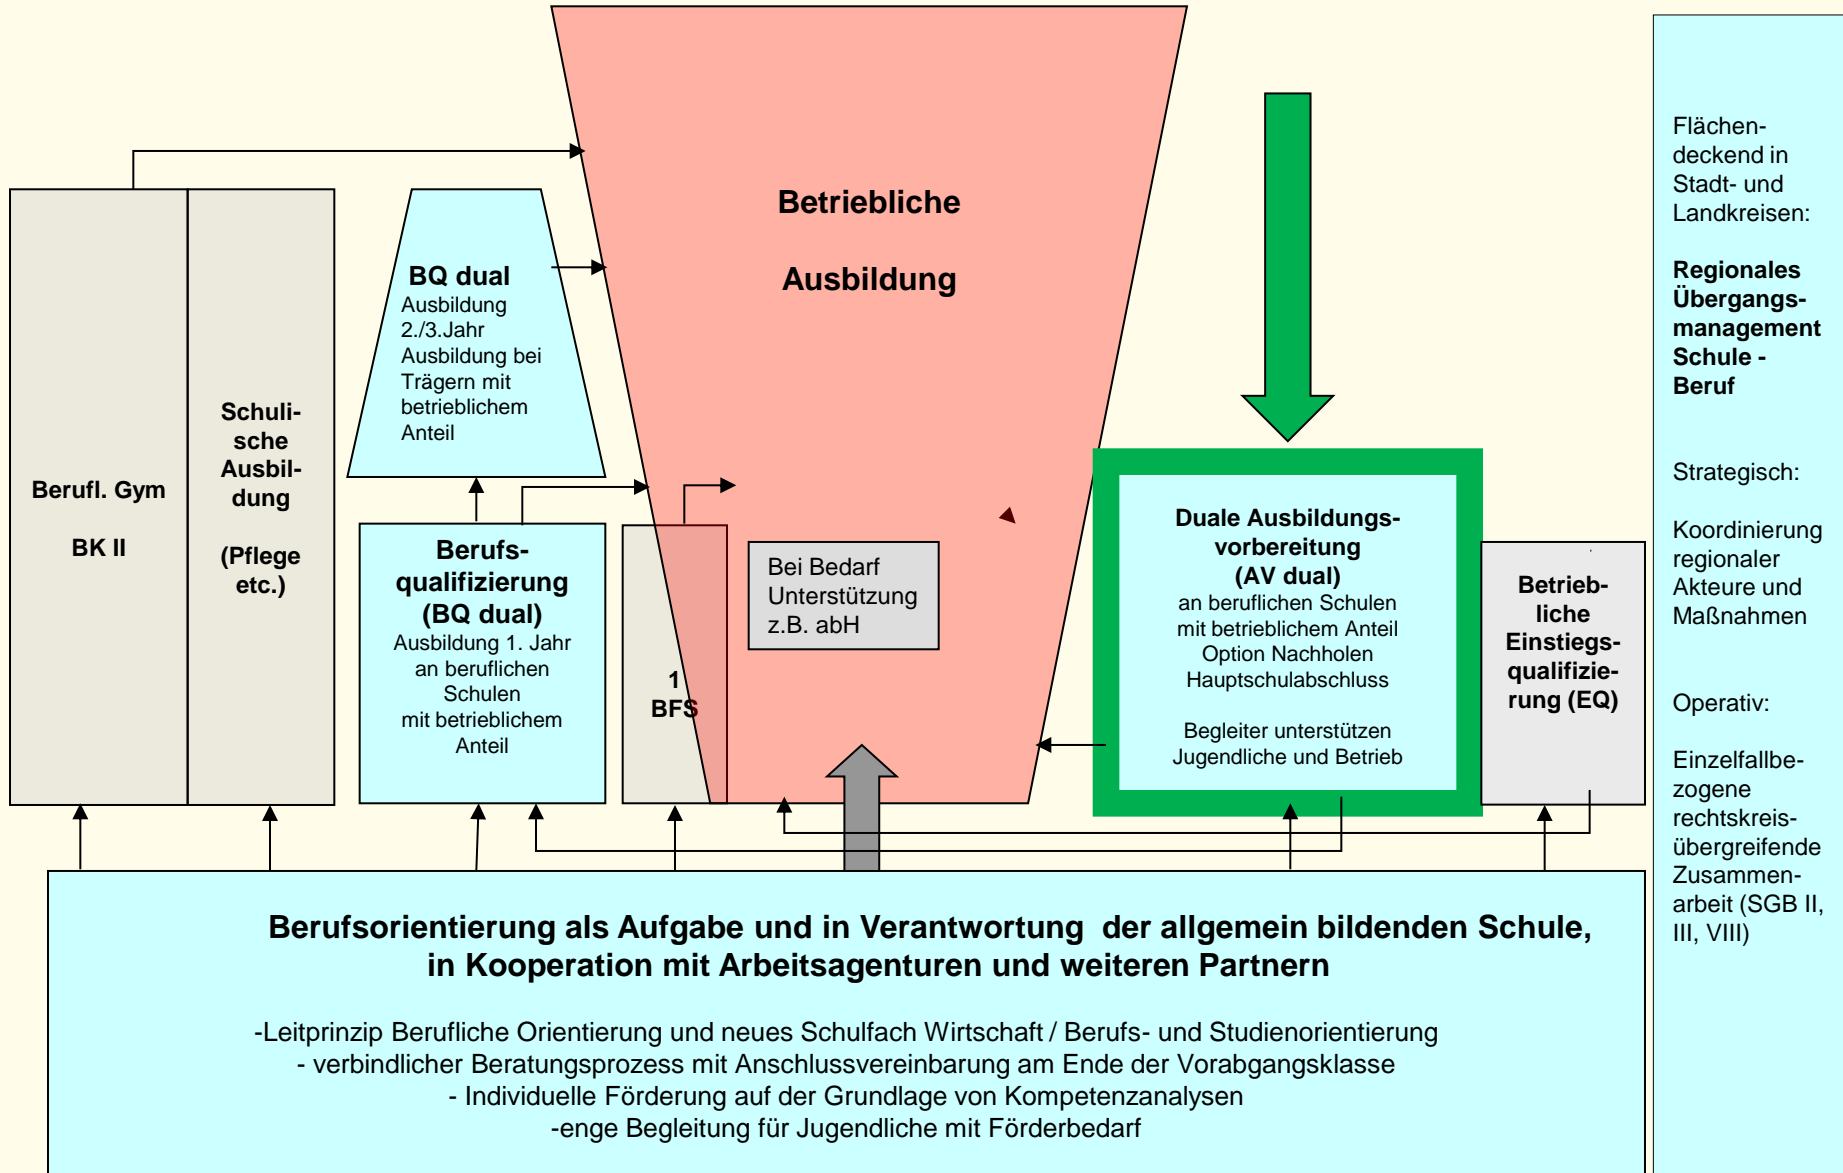 Betriebliche
Ausbildung
Berufl. Gym
BK II
Schuli-
sche
Ausbil-
dung
(Pflege
etc.)
BQ dual
Ausbildung
2./3.Jahr
Ausbildung bei
Trägern mit
betrieblichem
Anteil
Berufs-
qualifizierung
(BQ dual)
Ausbildung 1. Jahr
an beruflichen
Schulen
mit betrieblichem
Anteil
1
BFS
Bei Bedarf
Unterstützung
z.B. abH
Duale Ausbildungs-
vorbereitung
(AV dual)
an beruflichen Schulen
mit betrieblichem Anteil
Option Nachholen
Hauptschulabschluss
Begleiter unterstützen
Jugendliche und Betrieb
Betrieb-
liche
Einstiegs-
qualifizie-
rung (EQ)
Flächen-
deckend in
Stadt- und
Landkreisen:
Regionales
Übergangs-
management
Schule -
Beruf
Strategisch:
Koordinierung
regionaler
Akteure und
Maßnahmen
Operativ:
Einzelfallbe-
zogene
rechtskreis-
übergreifende
Zusammen-
arbeit (SGB II,
III, VIII)
Berufsorientierung als Aufgabe und in Verantwortung der allgemein bildenden Schule,
in Kooperation mit Arbeitsagenturen und weiteren Partnern
-Leitprinzip Berufliche Orientierung und neues Schulfach Wirtschaft / Berufs- und Studienorientierung
- verbindlicher Beratungsprozess mit Anschlussvereinbarung am Ende der Vorabgangsklasse
- Individuelle Förderung auf der Grundlage von Kompetenzanalysen
-enge Begleitung für Jugendliche mit Förderbedarf